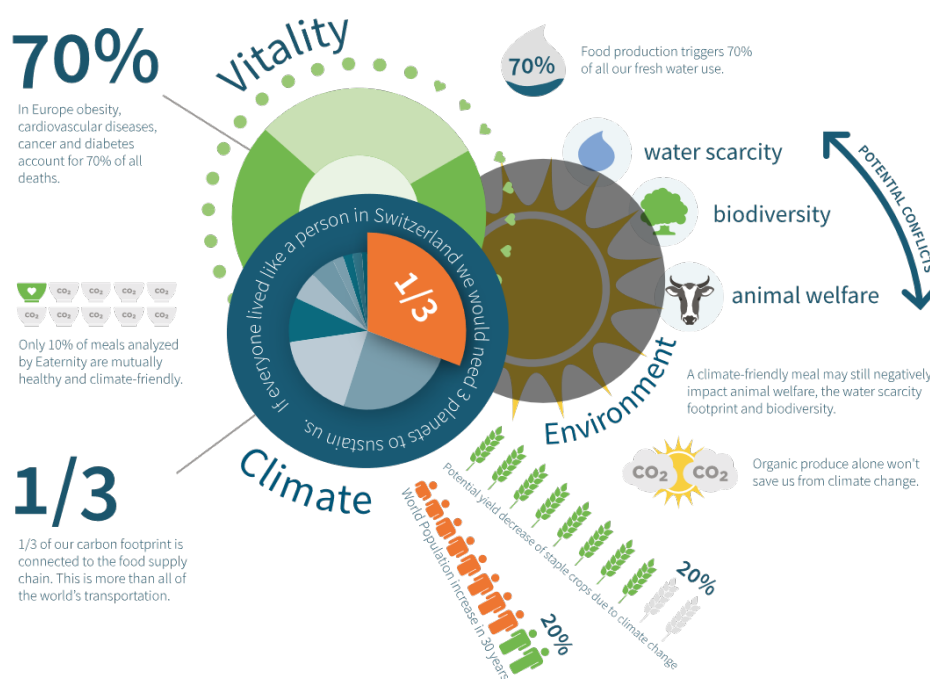 70%
In Europe obesity,
cardiovascular diseases,
cancer and diabetes
account for 70% of all
deaths.
Vitality
70%
Food production triggers 70%
of all our fresh water use.
water scarcity
biodiversity
animal welfare
POTENTIAL CONFLICTS
If everyone lived like a person in Switzerland we would need 3 planets to sustain us.
1/3
CO2 CO2 CO2 CO2
CO2 CO2 CO2 CO2 CO2
Only 10% of meals analyzed
by Eaternity are mutually
healthy and climate-friendly.
Environment
A climate-friendly meal may still negatively
impact animal welfare, the water scarcity
footprint and biodiversity.
CO2 CO2
Organic produce alone won't
save us from climate change.
Climate
1/3
1/3 of our carbon footprint is
connected to the food supply
chain. This is more than all of
the world's transportation.
World Population increase in 30 years
20%
Potential yield decrease of staple crops due to climate change
20%